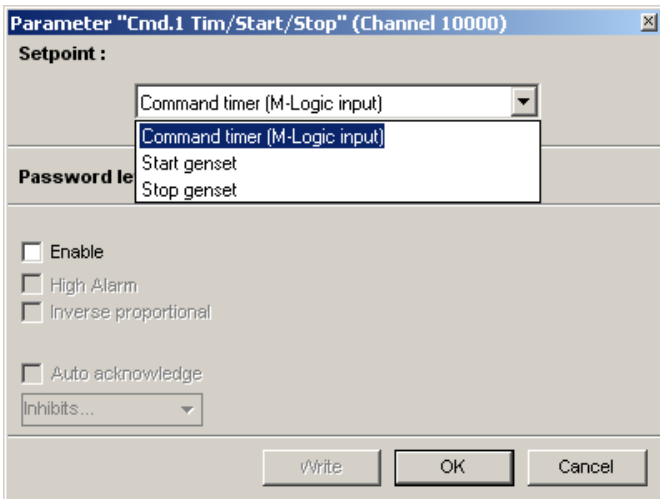 Parameter "Cmd.1 Tim/Start/Stop" (Channel 10000)
Setpoint :
Command timer (M-Logic input)
Command timer (M-Logic input)
Start genset
Stop genset
Password le
Enable
High Alarm
Inverse proportional
Auto acknowledge
Inhibits...
Write OK Cancel